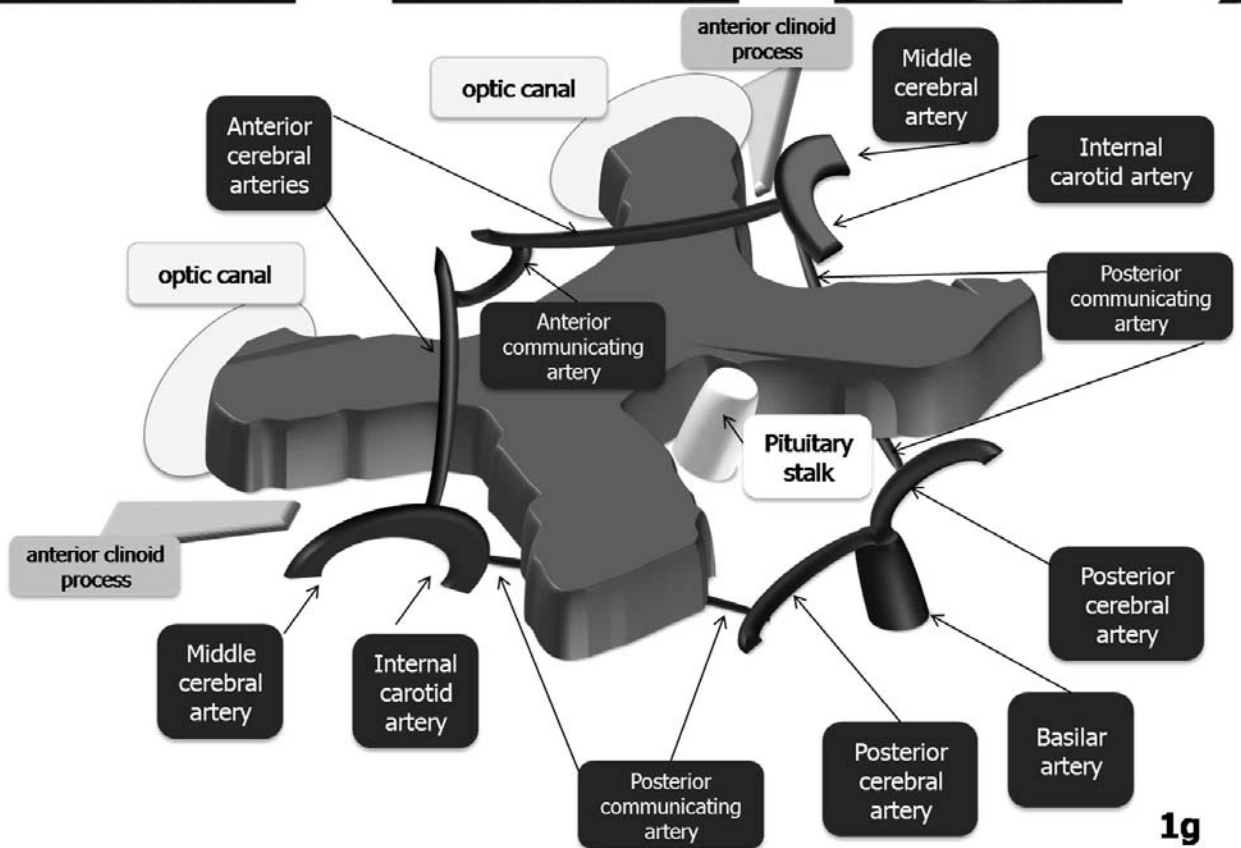 anterior clinoid
process
Middle
cerebral
artery
optic canal
Anterior
cerebral
arteries
Internal
carotid artery
optic canal
Posterior
communicating
artery
Anterior
communicating
artery
Pituitary
stalk
anterior clinoid
process
Posterior
cerebral
artery
Middle
cerebral
artery
Internal
carotid
artery
Basilar
artery
Posterior
cerebral
artery
Posterior
communicating
artery
1g